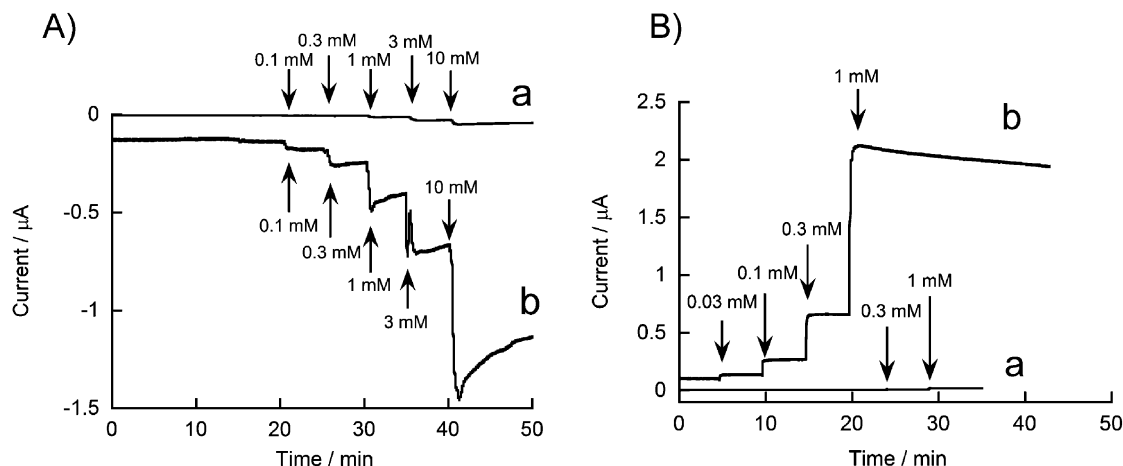 A)
0.3 mM
3 mM
0.1 mM
1 mM
10 mM
a
0
-0.5
-1
-1.5
0.1 mM
0.3 mM
1 mM
3 mM
10 mM
b
Current / μA
0 10 20 30 40 50
Time / min
B)
1 mM
b
2.5
2
1.5
1
0.5
0
0.3 mM
0.1 mM
0.03 mM
1 mM
0.3 mM
a
Current / μA
0 10 20 30 40 50
Time / min